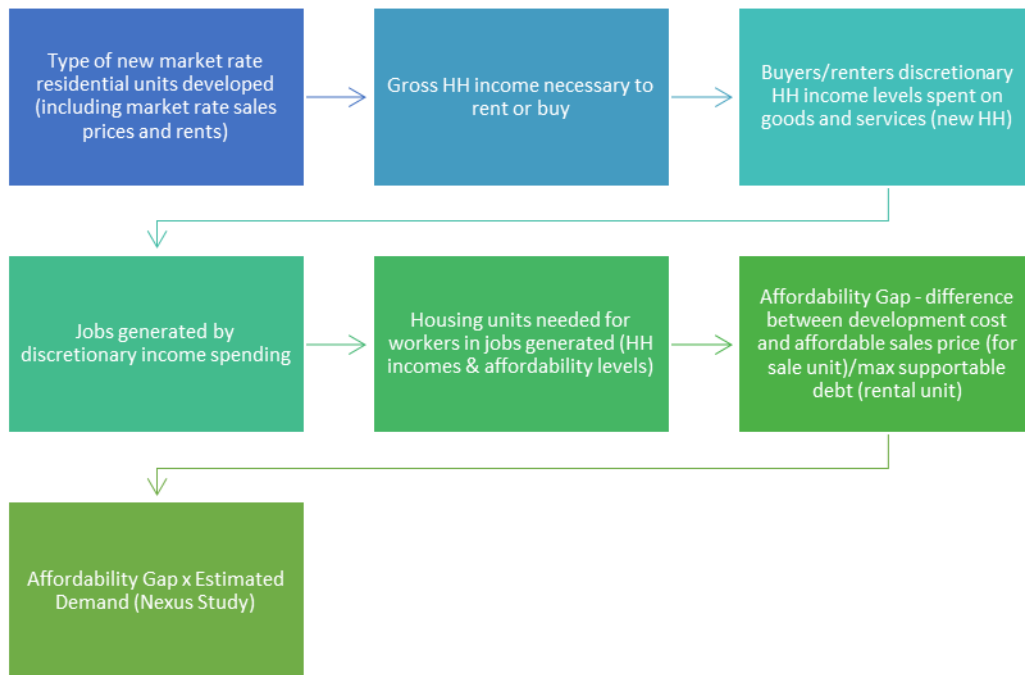 Type of new market rate
residential units developed
(including market rate sales
prices and rents)
Gross HH income necessary to
rent or buy
Buyers/renters discretionary
HH income levels spent on
goods and services (new HH)
Jobs generated by
discretionary income spending
Housing units needed for
workers in jobs generated (HH
incomes & affordability levels)
Affordability Gap - difference
between development cost
and affordable sales price (for
sale unit)/max supportable
debt (rental unit)
Affordability Gap x Estimated
Demand (Nexus Study)